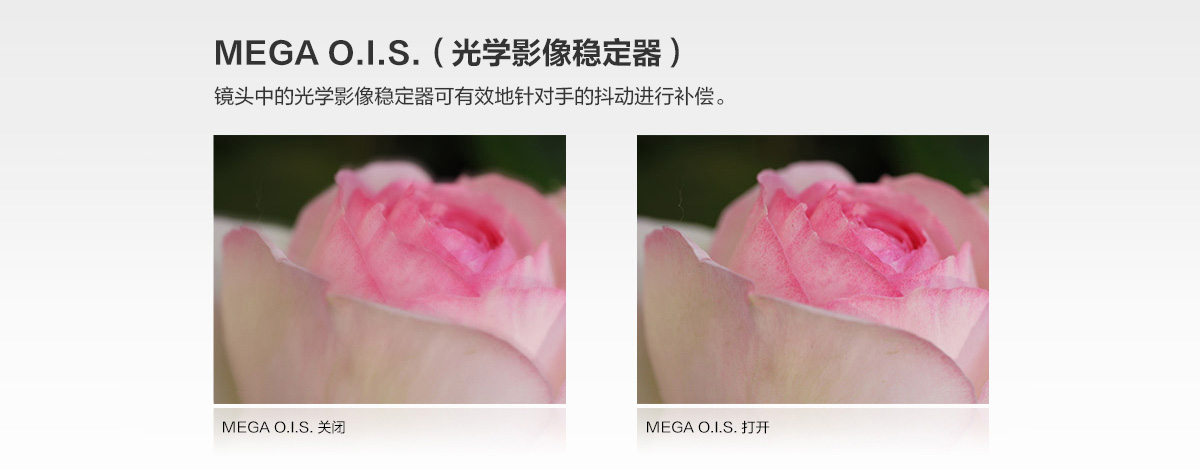 MEGA O.I.S.（光学影像稳定器）
镜头中的光学影像稳定器可有效地针对手的抖动进行补偿。
MEGA O.I.S. 关闭
MEGA O.I.S. 打开